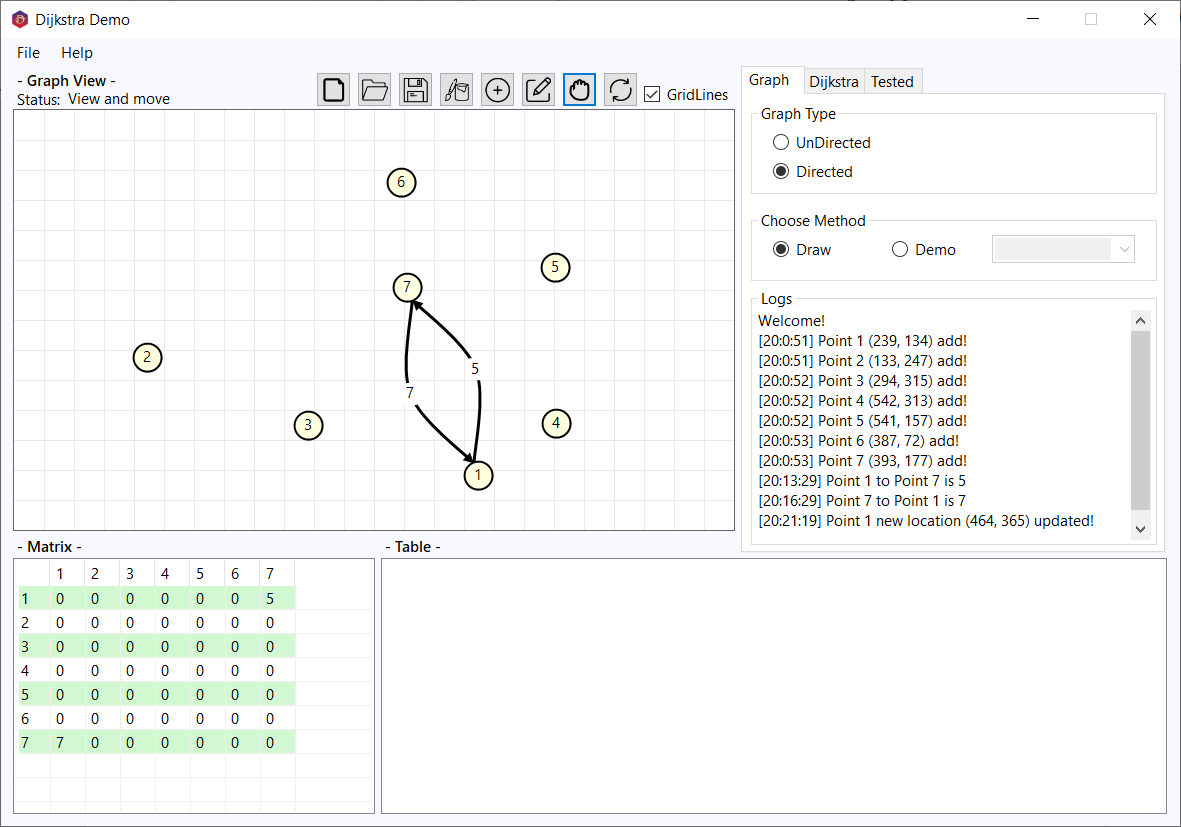 Dijkstra Demo
File Help
- Graph View -
Status: View and move
GridLines
6
5
7
2
5
7
3
4
1
Graph Dijkstra Tested
Graph Type
UnDirected
Directed
Choose Method
Draw Demo
Logs
Welcome!
[20:0:51] Point 1 (239, 134) add!
[20:0:51] Point 2 (133, 247) add!
[20:0:52] Point 3 (294, 315) add!
[20:0:52] Point 4 (542, 313) add!
[20:0:52] Point 5 (541, 157) add!
[20:0:53] Point 6 (387, 72) add!
[20:0:53] Point 7 (393, 177) add!
[20:13:29] Point 1 to Point 7 is 5
[20:16:29] Point 7 to Point 1 is 7
[20:21:19] Point 1 new location (464, 365) updated!
- Matrix -
1 2 3 4 5 6 7
1 0 0 0 0 0 0 5
2 0 0 0 0 0 0 0
3 0 0 0 0 0 0 0
4 0 0 0 0 0 0 0
5 0 0 0 0 0 0 0
6 0 0 0 0 0 0 0
7 7 0 0 0 0 0 0
- Table -